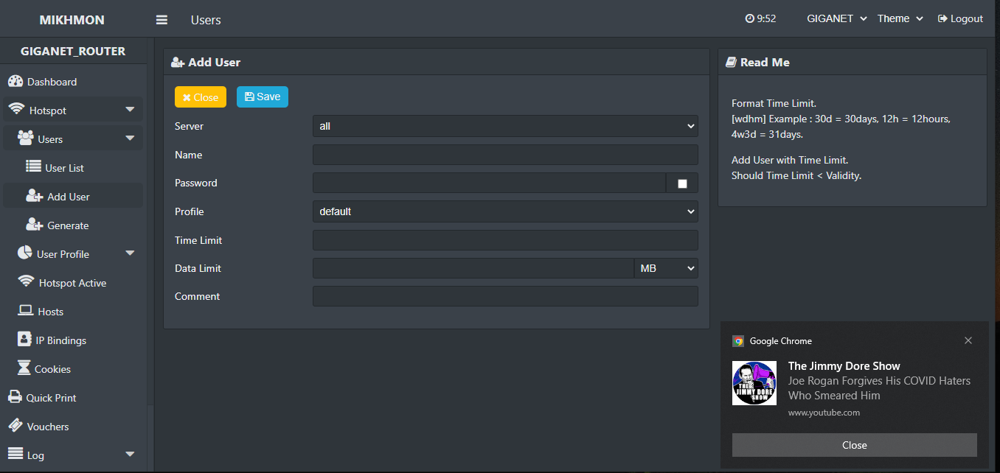 MIKHMON
Users
9:52
GIGANET
Theme
Logout
GIGANET_ROUTER
Dashboard
Hotspot
Users
User List
Add User
Generate
User Profile
Hotspot Active
Hosts
IP Bindings
Cookies
Quick Print
Vouchers
Log
Add User
Close
Save
Server
all
Name
Password
Profile
default
Time Limit
Data Limit
MB
Comment
Read Me
Format Time Limit.
[wdhm] Example : 30d = 30days, 12h = 12hours,
4w3d = 31days.
Add User with Time Limit.
Should Time Limit < Validity.
Google Chrome
THE
JIMMY DORE
SHOW
The Jimmy Dore Show
Joe Rogan Forgives His COVID Haters
Who Smeared Him
www.youtube.com
Close